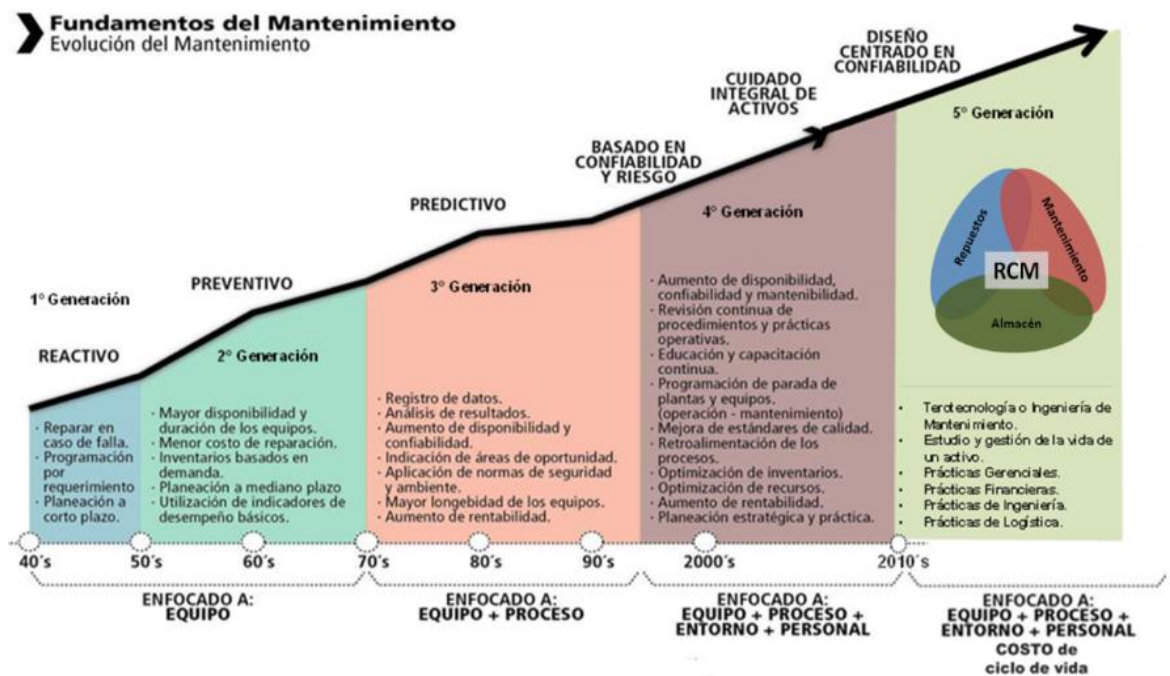 Fundamentos del Mantenimiento
Evolución del Mantenimiento
1° Generación
REACTIVO
· Reparar en
caso de falla.
· Programación
por
requerimiento
· Planeación a
corto plazo.
PREVENTIVO
2° Generación
· Mayor disponibilidad y
duración de los equipos.
· Menor costo de reparación.
· Inventarios basados en
demanda.
· Planeación a mediano plazo
· Utilización de indicadores de
desempeño básicos.
PREDICTIVO
3° Generación
· Registro de datos.
· Análisis de resultados.
· Aumento de disponibilidad y
confiabilidad.
· Indicación de áreas de oportunidad.
· Aplicación de normas de seguridad
y ambiente.
· Mayor longebidad de los equipos.
· Aumento de rentabilidad.
BASADO EN
CONFIABILIDAD
Y RIESGO
CUIDADO
INTEGRAL DE
ACTIVOS
4° Generación
· Aumento de disponibilidad,
confiabilidad y mantenibilidad.
· Revisión continua de
procedimientos y prácticas
operativas.
· Educación y capacitación
continua.
· Programación de parada de
plantas y equipos.
(operación - mantenimiento)
· Mejora de estándares de calidad.
· Retroalimentación de los
procesos.
· Optimización de inventarios.
· Optimización de recursos.
· Aumento de rentabilidad.
· Planeación estratégica y práctica.
DISEÑO
CENTRADO EN
CONFIABILIDAD
5° Generación
Repuestos
Mantenimiento
RCM
Almacén
· Terotecnología o Ingeniería de
Mantenimiento.
· Estudio y gestión de la vida de
un activo.
· Prácticas Gerenciales.
· Prácticas Financieras.
· Prácticas de Ingeniería.
· Prácticas de Logística.
40´s
50´s
60´s
70´s
80´s
90´s
2000´s
2010´s
ENFOCADO A:
EQUIPO
ENFOCADO A:
EQUIPO + PROCESO
ENFOCADO A:
EQUIPO + PROCESO +
ENTORNO + PERSONAL
ENFOCADO A:
EQUIPO + PROCESO +
ENTORNO + PERSONAL
COSTO de
ciclo de vida